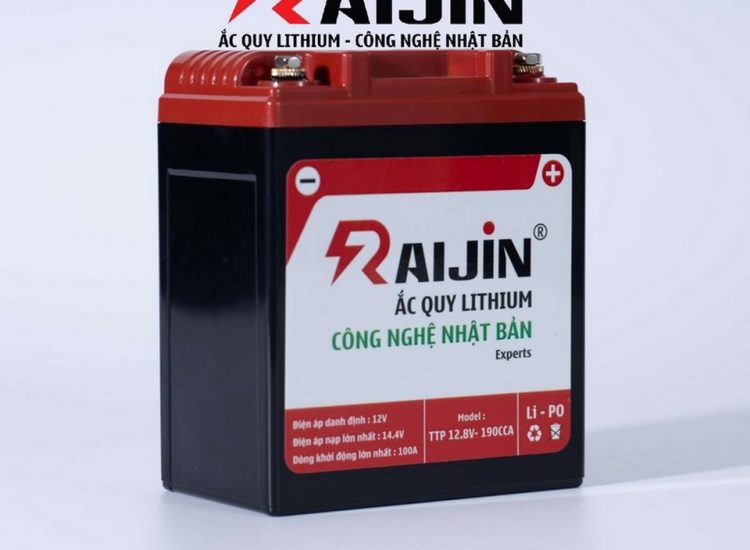 RAIJIN
ẮC QUY LITHIUM - CÔNG NGHỆ NHẬT BẢN
RAIJIN®
ẮC QUY LITHIUM
CÔNG NGHỆ NHẬT BẢN
Experts
Điện áp danh định : 12V
Điện áp nạp lớn nhất : 14.4V
Dòng khởi động lớn nhất : 100A
Model :
TTP 12.8V- 190CCA
Li - PO